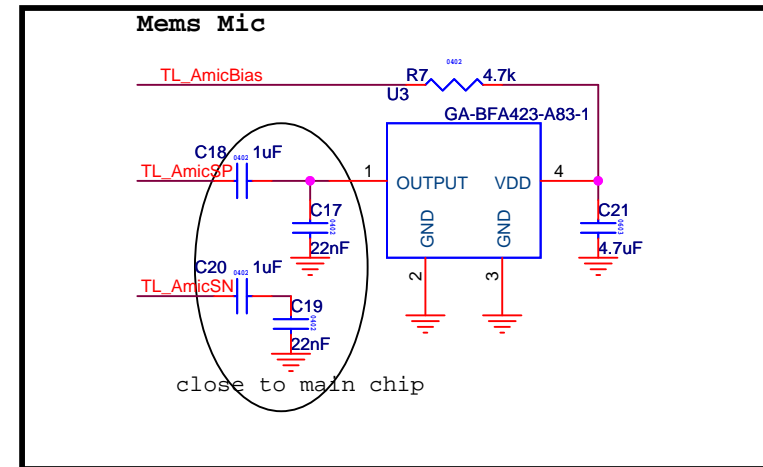 Mems Mic
TL_AmicBias
R7
0402
4.7k
U3
GA-BFA423-A83-1
C18
0402
1uF
TL_AmicSP
1
OUTPUT
VDD
4
GND
GND
C17
0402
22nF
C21
0603
4.7uF
C20
0402
1uF
TL_AmicSN
2
3
C19
0402
22nF
close to main chip